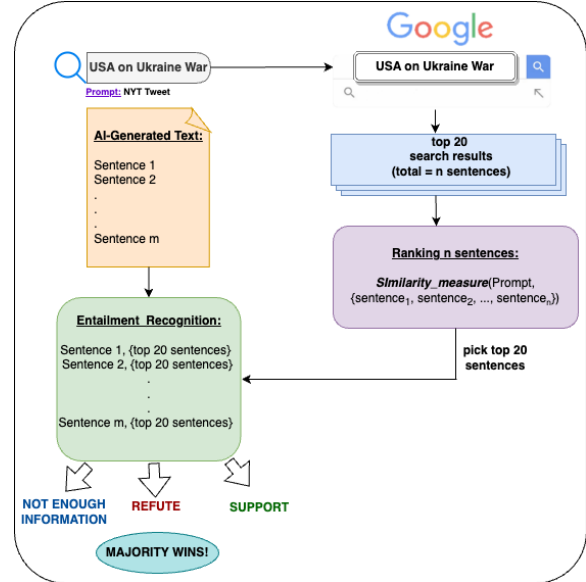 Google
USA on Ukraine War
USA on Ukraine War
Prompt: NYT Tweet
AI-Generated Text:
Sentence 1
Sentence 2
.
.
.
Sentence m
top 20
search results
(total = n sentences)
Ranking n sentences:
SImilarity_measure(Prompt,
{sentence1, sentence2, ..., sentencen})
pick top 20
sentences
Entailment Recognition:
Sentence 1, {top 20 sentences}
Sentence 2, {top 20 sentences}
.
.
.
Sentence m, {top 20 sentences}
NOT ENOUGH
INFORMATION
REFUTE
SUPPORT
MAJORITY WINS!